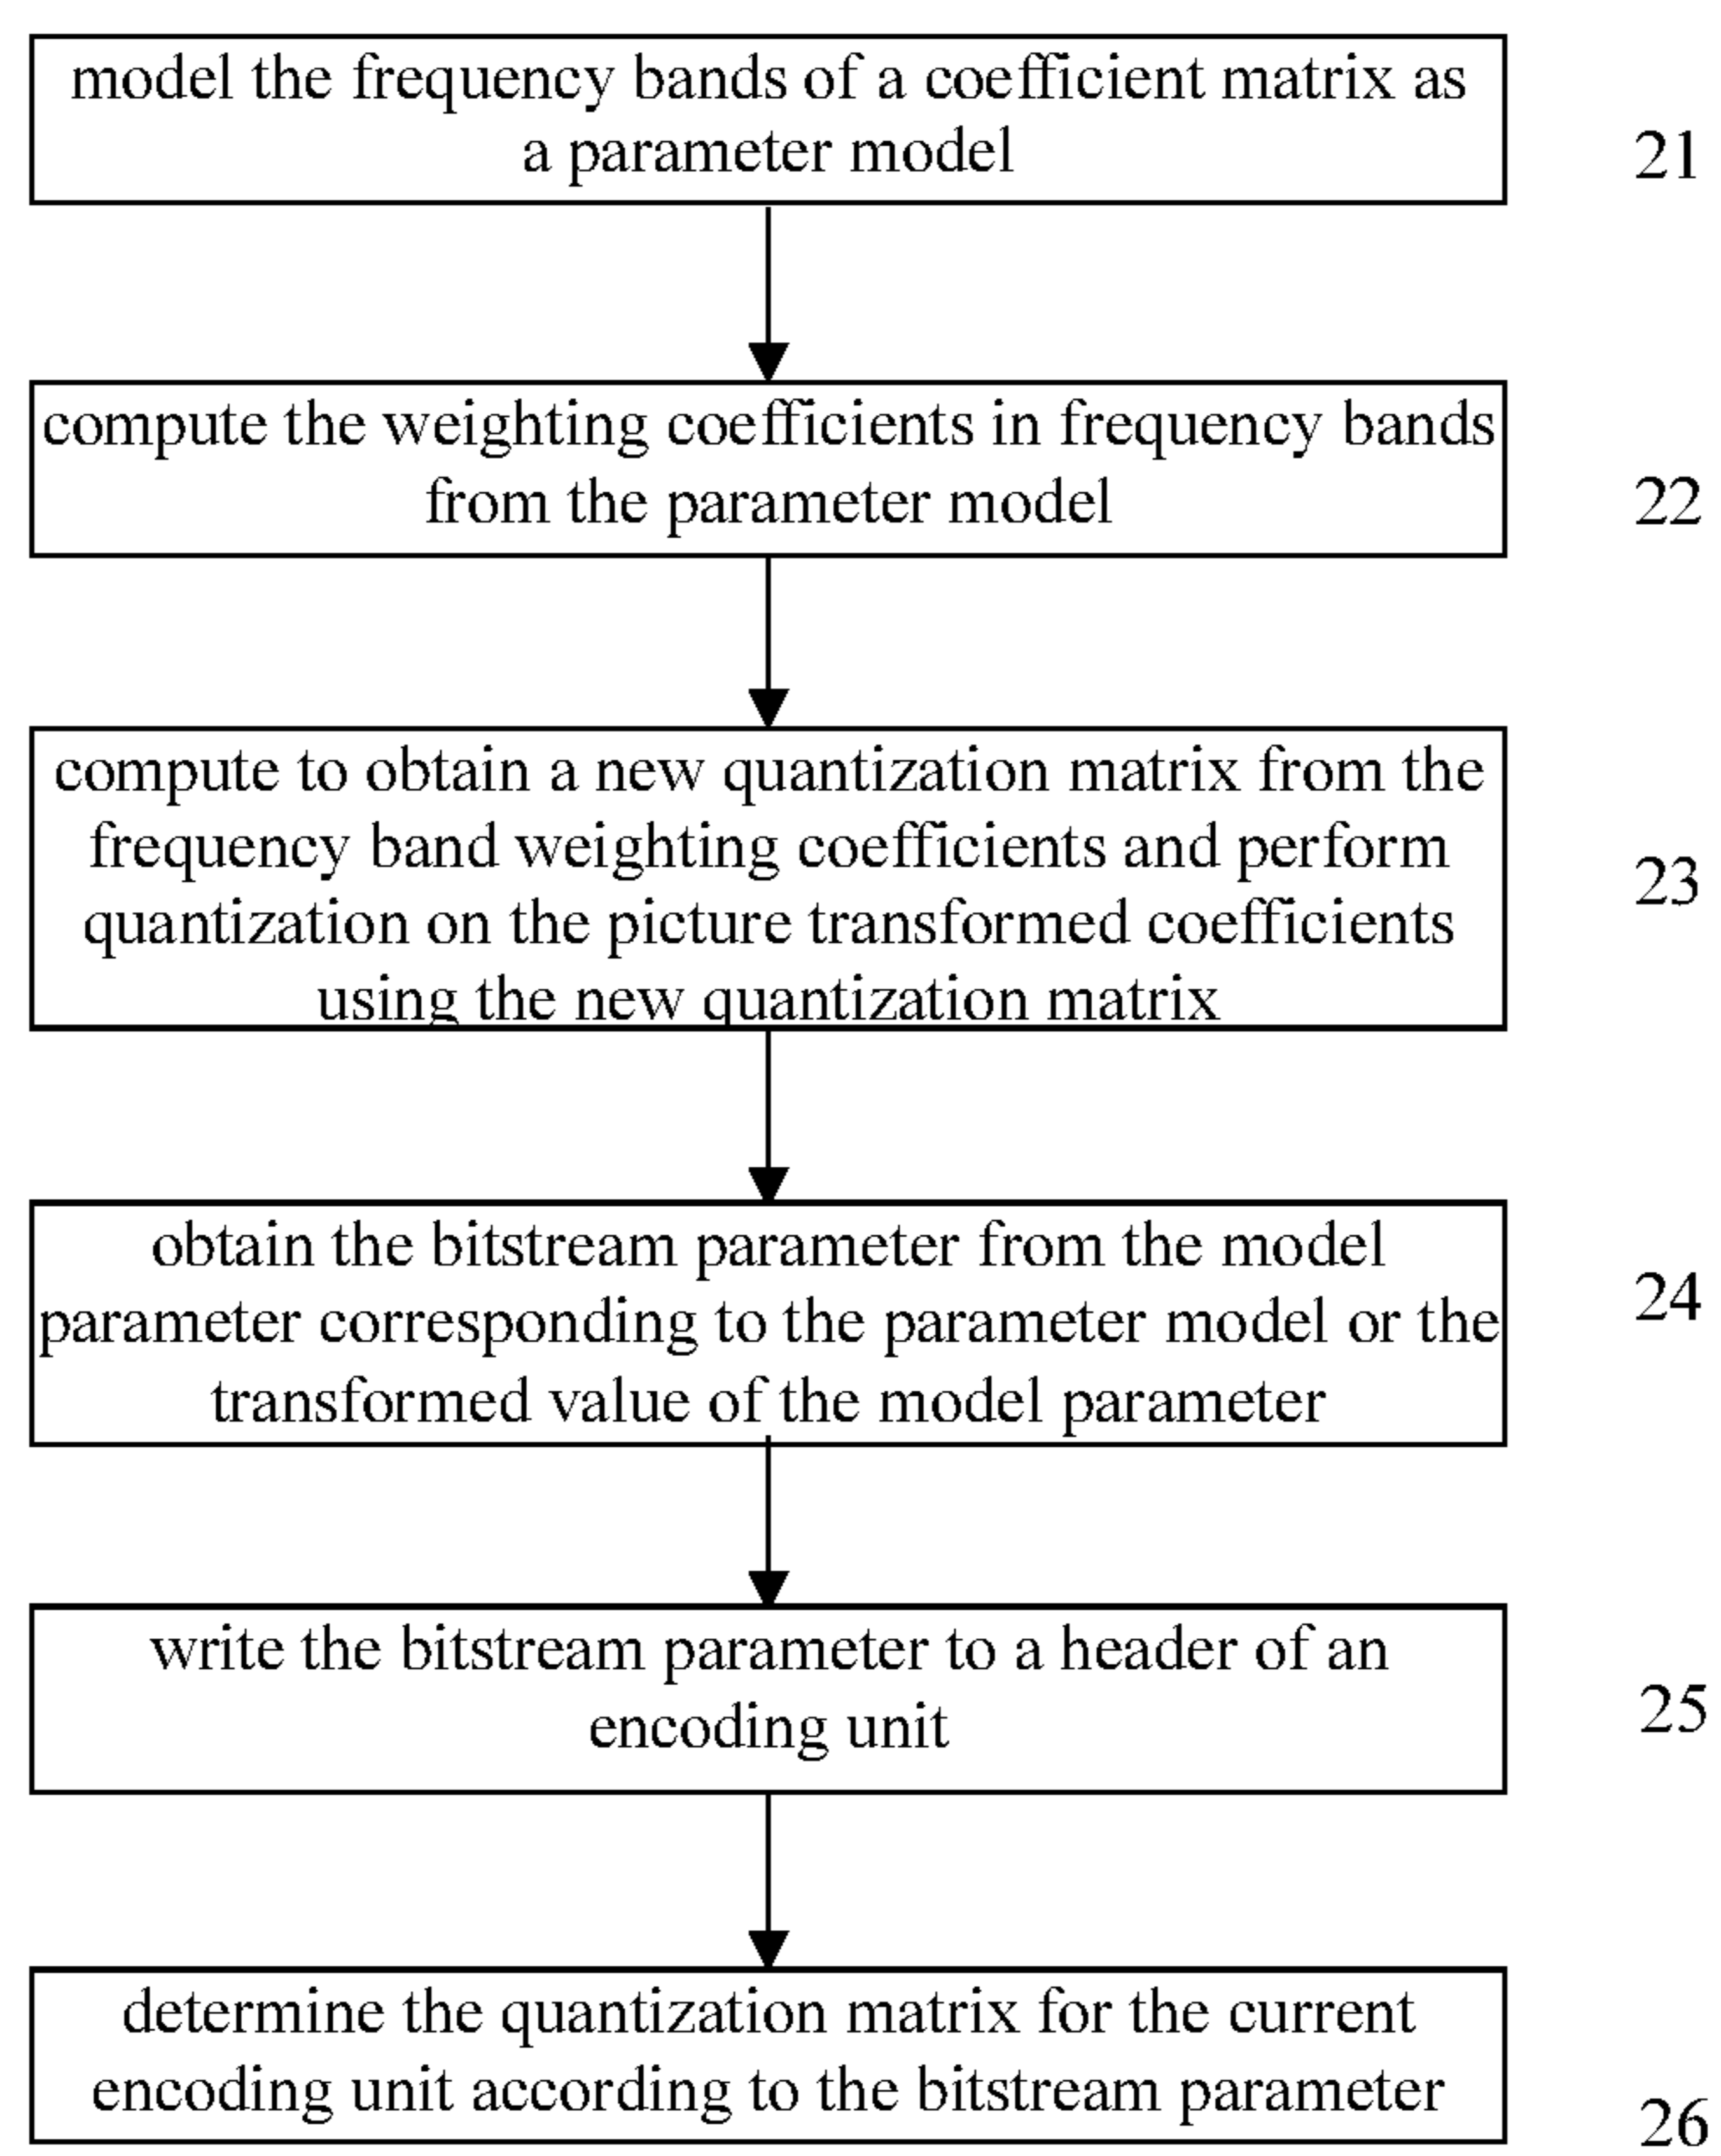 model the frequency bands of a coefficient matrix as
a parameter model
21
compute the weighting coefficients in frequency bands
from the parameter model
22
compute to obtain a new quantization matrix from the
frequency band weighting coefficients and perform
quantization on the picture transformed coefficients
using the new quantization matrix
23
obtain the bitstream parameter from the model
parameter corresponding to the parameter model or the
transformed value of the model parameter
24
write the bitstream parameter to a header of an
encoding unit
25
determine the quantization matrix for the current
encoding unit according to the bitstream parameter
26